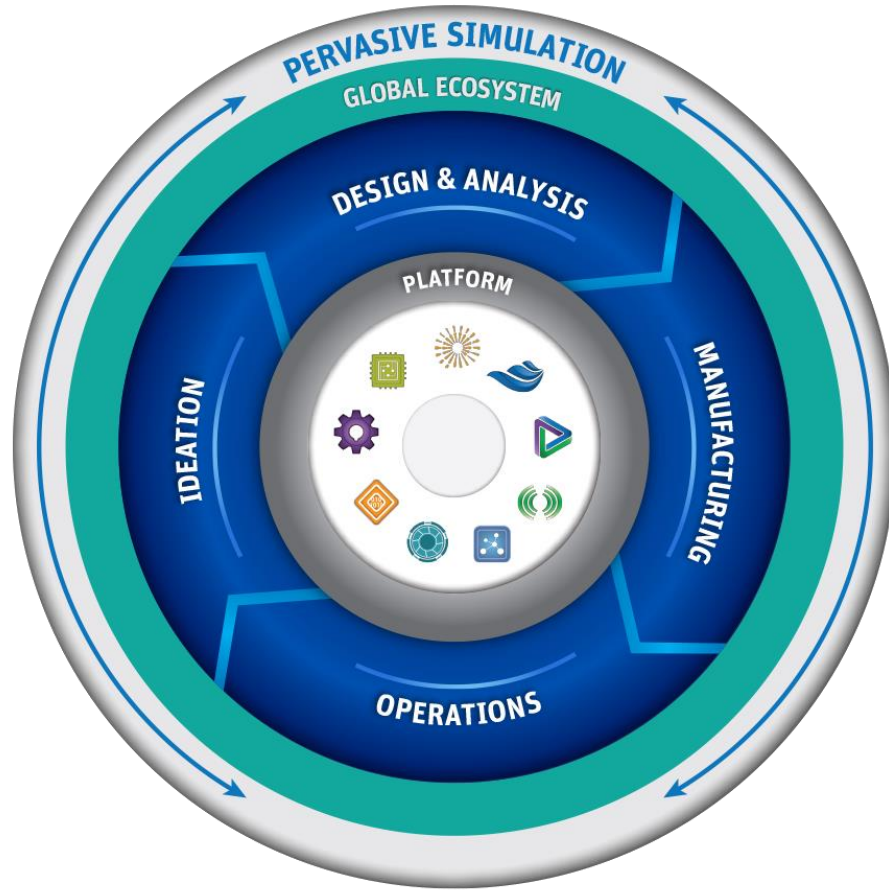 PERVASIVE SIMULATION
GLOBAL ECOSYSTEM
DESIGN & ANALYSIS
PLATFORM
IDEATION
MANUFACTURING
OPERATIONS